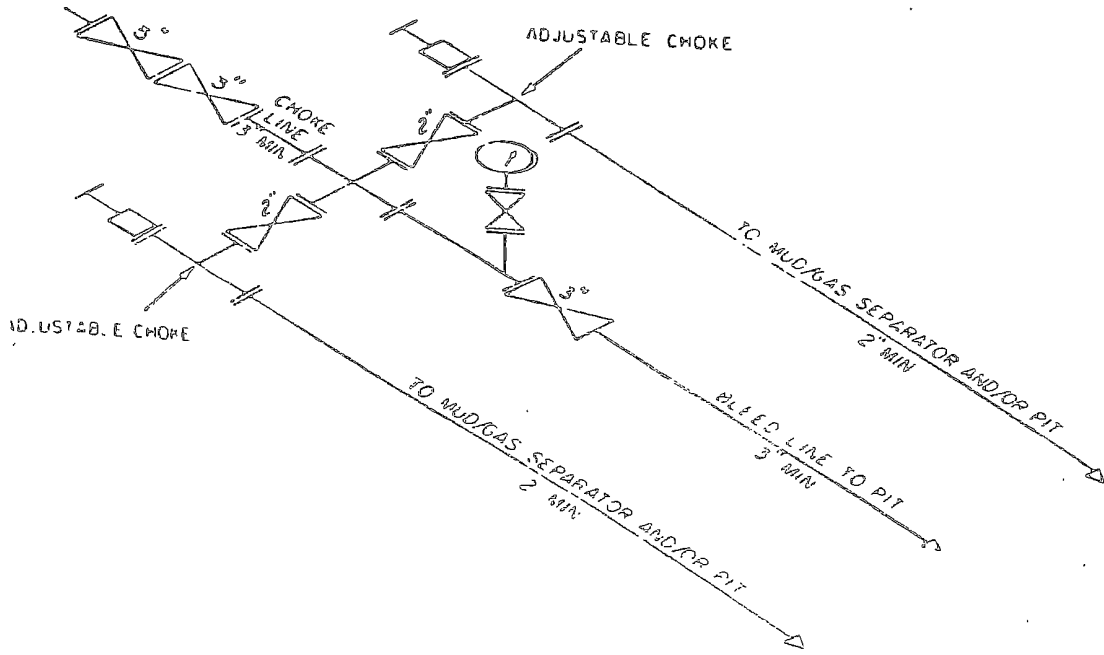 3"
3"
ADJUSTABLE CHOKE
CHOKE
LINE
3" MIN
2"
2"
3"
ADJUSTABLE CHOKE
TO MUD/GAS SEPARATOR AND/OR PIT
2" MIN
BLEED LINE TO PIT
3" MIN
TO MUD/GAS SEPARATOR AND/OR PIT
2 MIN